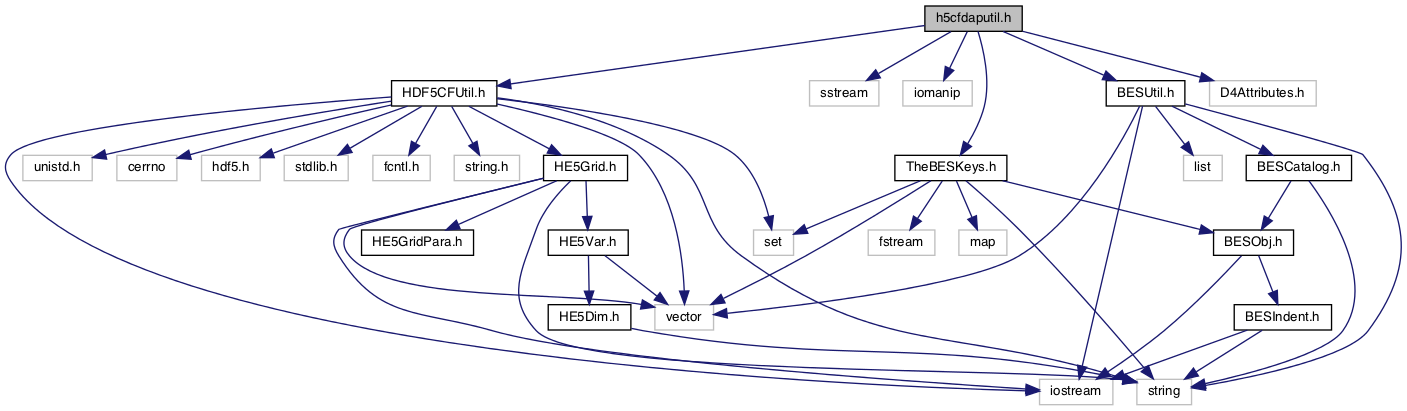 h5cfdaputil.h
HDF5CFUtil.h
sstream
iomanip
BESUtil.h
D4Attributes.h
unistd.h
cerrno
hdf5.h
stdlib.h
fcntl.h
string.h
HE5Grid.h
TheBESKeys.h
list
BESCatalog.h
HE5GridPara.h
HE5Var.h
set
fstream
map
BESObj.h
HE5Dim.h
vector
BESIndent.h
iostream
string